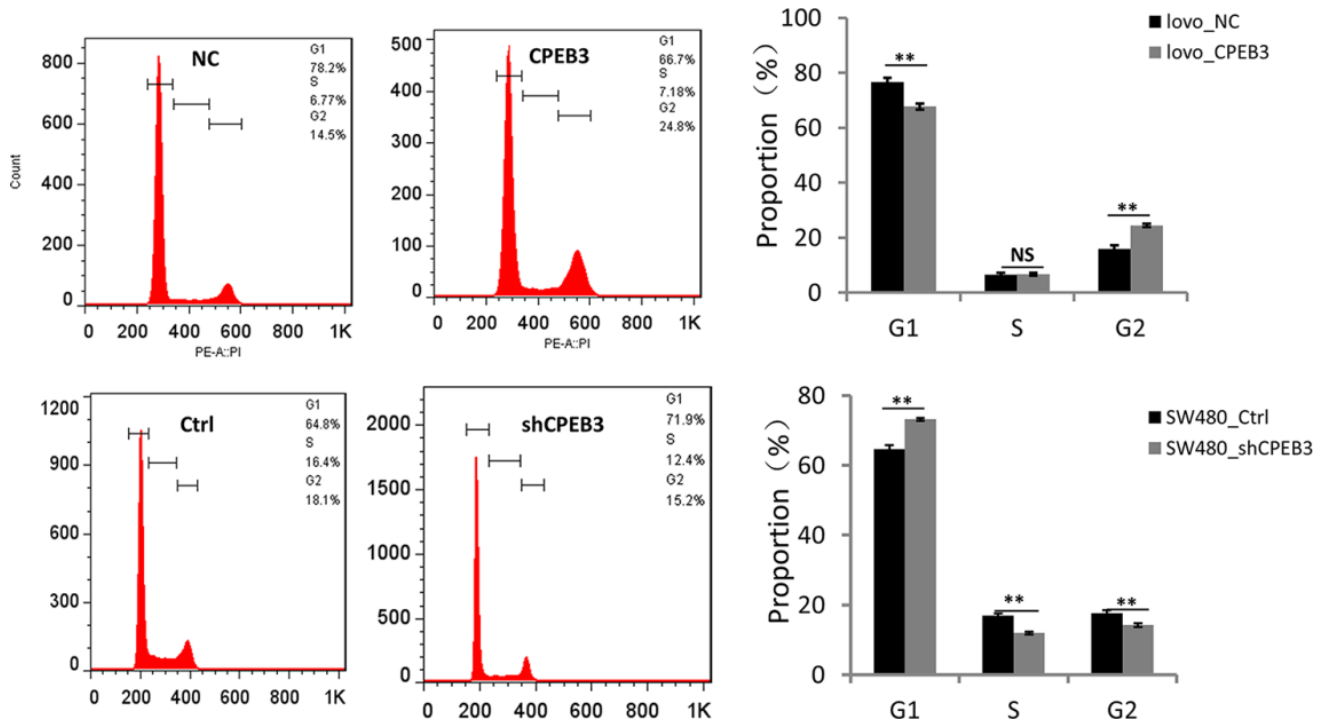 NC
G1
78.2%
S
6.77%
G2
14.5%
Count
800
600
400
200
0
0 200 400 600 1K
PE-A::PI
CPEB3
G1
66.7%
S
7.18%
G2
24.8%
500
400
300
200
100
0
0 200 400 600 1K
PE-A::PI
lovo_NC
lovo_CPEB3
Proportion (%)
100
80
60
40
20
0
**
NS
**
G1 S G2
Ctrl
G1
64.8%
S
16.4%
G2
18.1%
1200
900
600
300
0
0 200 400 600 1K
shCPEB3
G1
71.9%
S
12.4%
G2
15.2%
2000
1500
1000
500
0
0 200 400 600 1K
SW480_Ctrl
SW480_shCPEB3
Proportion (%)
80
60
40
20
0
**
**
**
G1 S G2